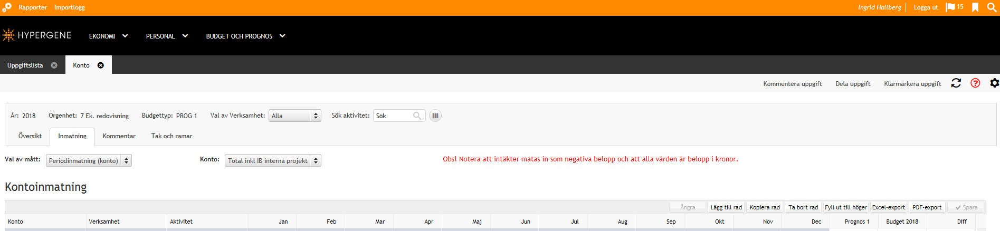 Rapporter Importlogg Ingrid Hallberg Logga ut 15
HYPERGENE EKONOMI PERSONAL BUDGET OCH PROGNOS
Uppgiftslista Konto
Kommentera uppgift Dela uppgift Klarmarkera uppgift ?
År: 2018 Orgenhet: 7 Ek. redovisning Budgettyp: PROG 1 Val av Verksamhet: Alla Sök aktivitet: Sök
Översikt Inmatning Kommentar Tak och ramar
Val av mått: Periodinmatning (konto) Konto: Total inkl IB interna projekt Obs! Notera att intäkter matas in som negativa belopp och att alla värden är belopp i kronor.
Kontoinmatning
Ångra Lägg till rad Kopiera rad Ta bort rad Fyll ut till höger Excel-export PDF-export Spara
Konto Verksamhet Aktivitet Jan Feb Mar Apr Maj Jun Jul Aug Sep Okt Nov Dec Prognos 1 Budget 2018 Diff